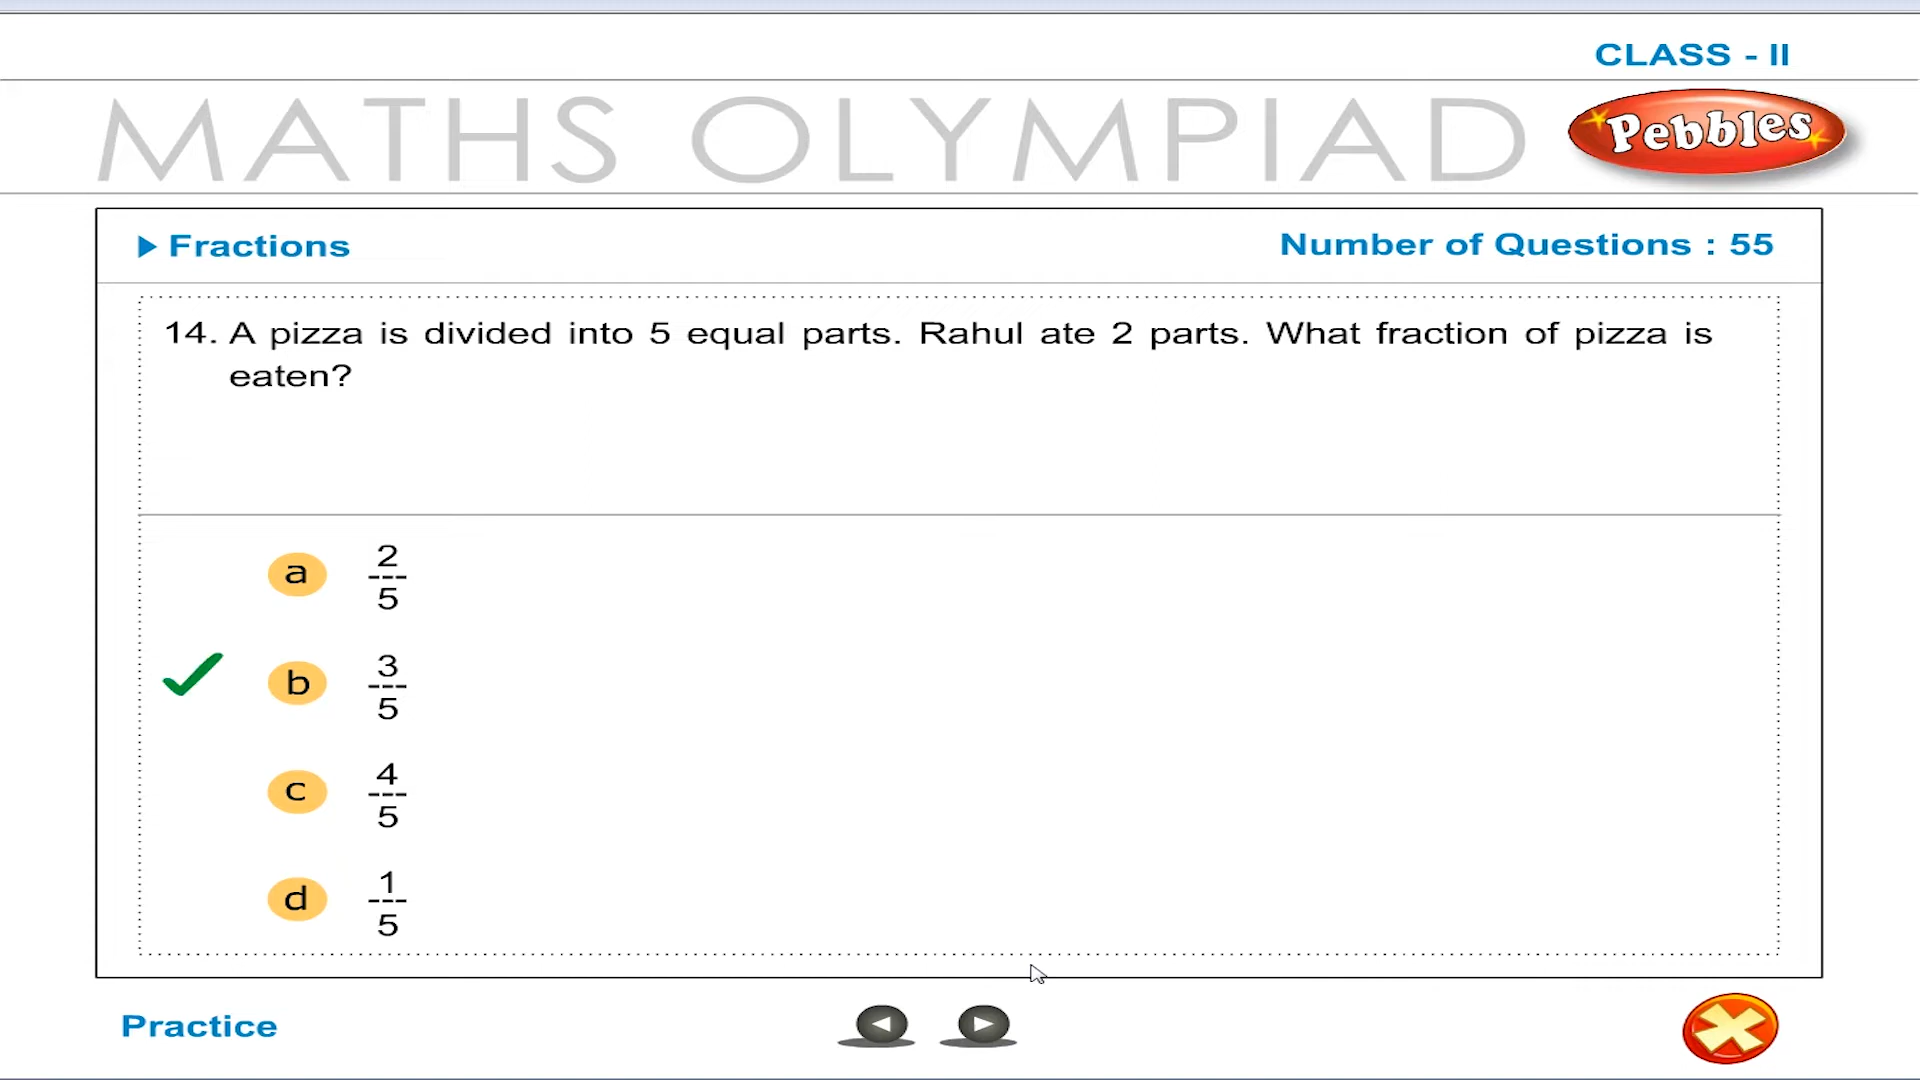 CLASS - II
MATHS OLYMPIAD
Pebbles
Fractions
Number of Questions : 55
14. A pizza is divided into 5 equal parts. Rahul ate 2 parts. What fraction of pizza is
eaten?
a 2/5
b 3/5
c 4/5
d 1/5
Practice